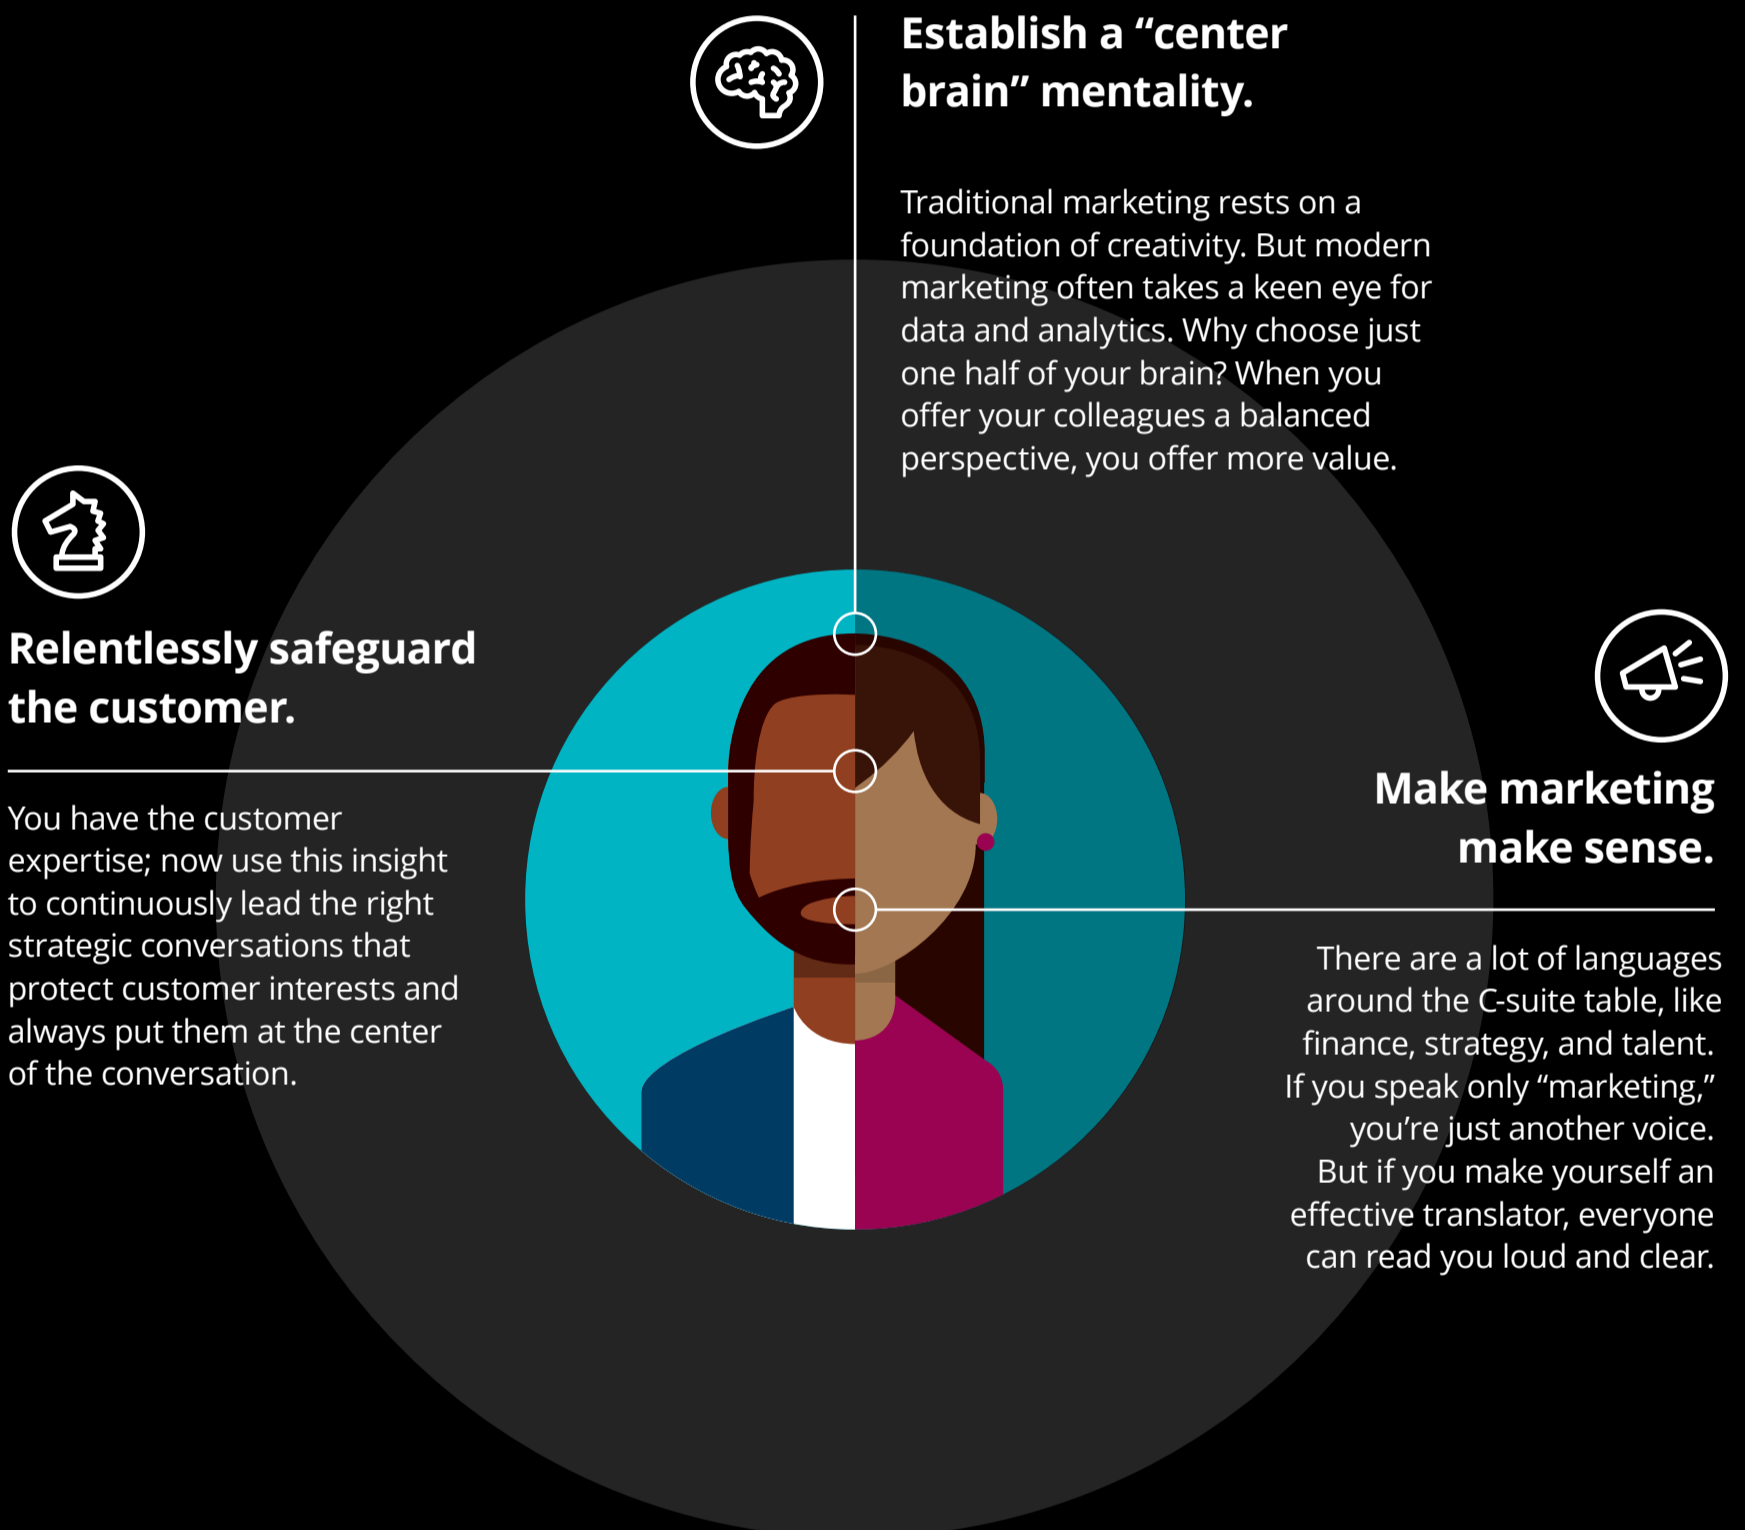 Establish a “center
brain” mentality.
Traditional marketing rests on a
foundation of creativity. But modern
marketing often takes a keen eye for
data and analytics. Why choose just
one half of your brain? When you
offer your colleagues a balanced
perspective, you offer more value.
Relentlessly safeguard
the customer.
You have the customer
expertise; now use this insight
to continuously lead the right
strategic conversations that
protect customer interests and
always put them at the center
of the conversation.
Make marketing
make sense.
There are a lot of languages
around the C-suite table, like
finance, strategy, and talent.
If you speak only “marketing,”
you’re just another voice.
But if you make yourself an
effective translator, everyone
can read you loud and clear.